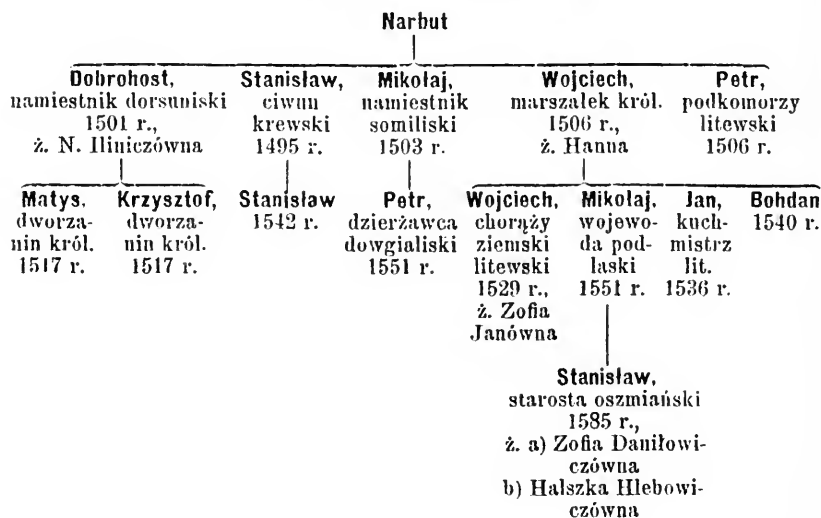 Narbut
Dobrohost,
namiestnik dorsuniski
1501 r.,
ż. N. Iliniczówna
Stanisław,
ciwun
krewski
1495 r.
Mikołaj,
namiestnik
somiliski
1503 r.
Wojciech,
marszałek król.
1506 r.,
ż. Hanna
Petr,
podkomorzy
litewski
1506 r.
Matys,
dworza-
nin król.
1517 r.
Krzysztof,
dworza-
nin król.
1517 r.
Stanisław
1542 r.
Petr,
dzierżawca
dowgialiski
1551 r.
Wojciech,
chorąży
ziemski
litewski
1529 r.,
ż. Zofia
Janówna
Mikołaj,
wojewo-
da pod-
laski
1551 r.
Jan,
kuch-
mistrz
lit.
1536 r.
Bohdan
1540 r.
Stanisław,
starosta oszmiański
1585 r.,
ż. a) Zofia Daniłowi-
czówna
b) Halszka Hlebowi-
czówna